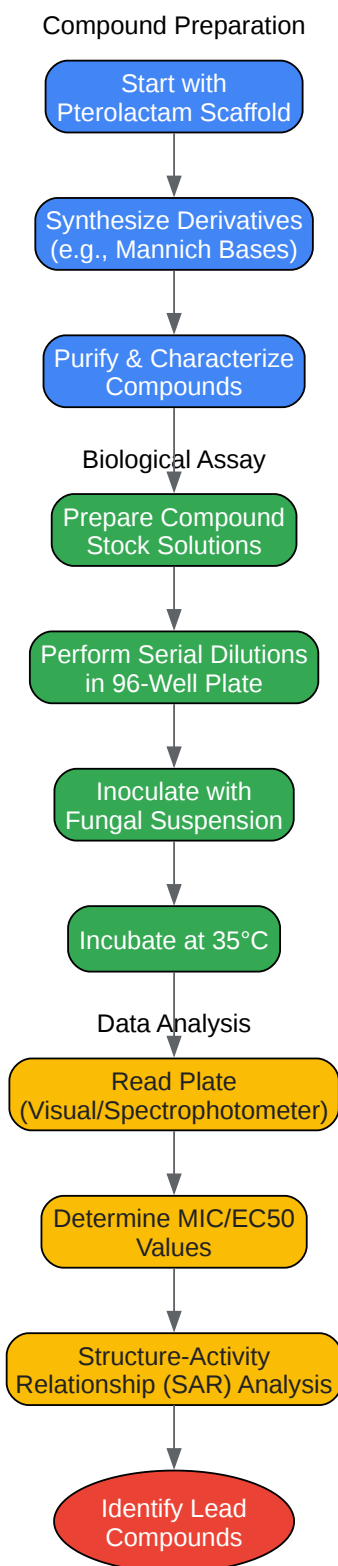 Compound Preparation
Start with
Pterolactam Scaffold
Synthesize Derivatives
(e.g., Mannich Bases)
Purify & Characterize
Compounds
Biological Assay
Prepare Compound
Stock Solutions
Perform Serial Dilutions
in 96-Well Plate
Inoculate with
Fungal Suspension
Incubate at 35°C
Data Analysis
Read Plate
(Visual/Spectrophotometer)
Determine MIC/EC50
Values
Structure-Activity
Relationship (SAR) Analysis
Identify Lead
Compounds